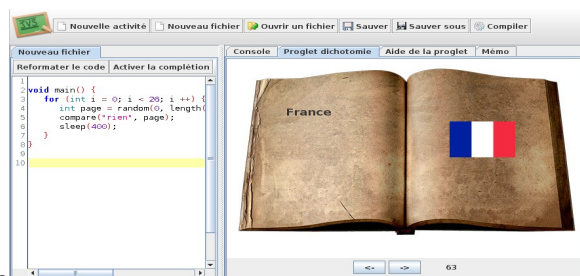 Nouvelle activité Nouveau fichier Ouvrir un fichier Sauver Sauver sous Compiler
Nouveau fichier
Reformater le code Activer la complétion
1
2 void main() {
3 for (int i = 0; i < 26; i ++) {
4 int page = random(0, length(
5 compare("rien", page);
6 sleep(400);
7 }
8 }
9
10
Console Proglet dichotomie Aide de la proglet Mémo
France
<- -> 63